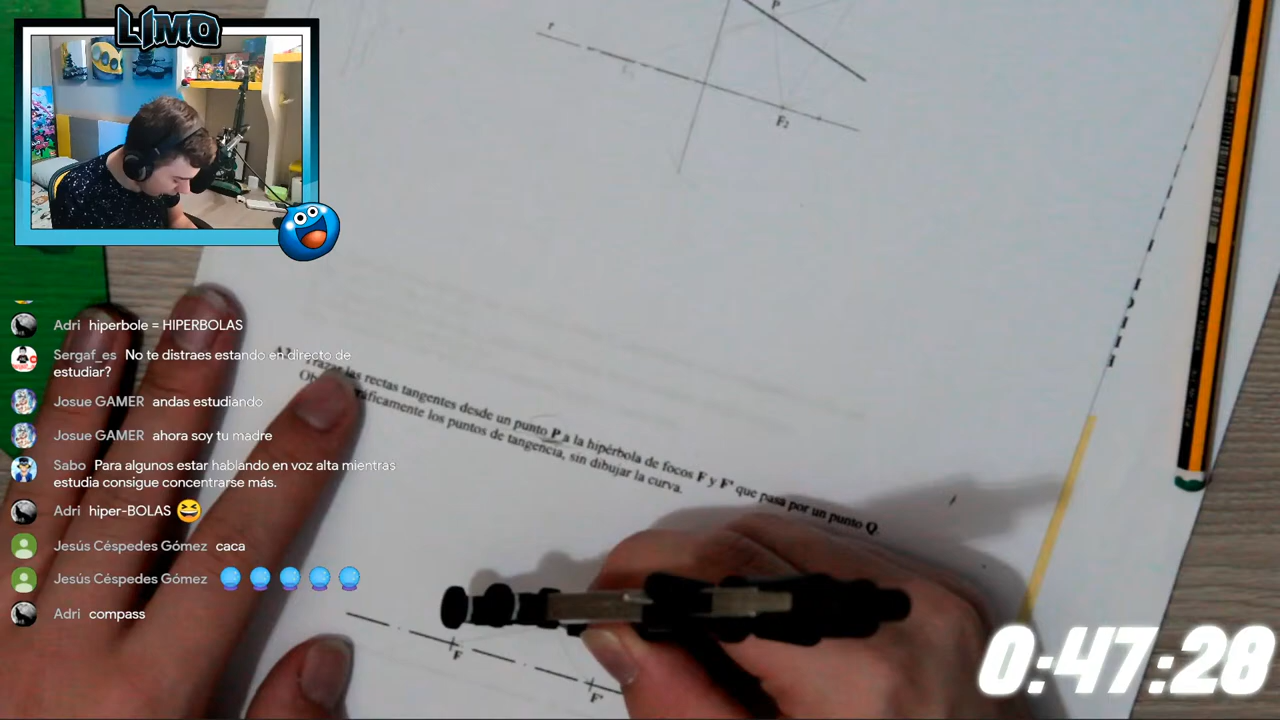 LIMO
P
r
F₁
F₂
Adri hiperbole = HIPERBOLAS
Sergaf_es No te distraes estando en directo de
estudiar?
Josue GAMER andas estudiando
Josue GAMER ahora soy tu madre
Sabo Para algunos estar hablando en voz alta mientras
estudia consigue concentrarse más.
Adri hiper-BOLAS
Jesús Céspedes Gómez caca
Jesús Céspedes Gómez
Adri compass
Trazar las rectas tangentes desde un punto P a la hipérbola de focos F y F' que pasa por un punto Q.
gráficamente los puntos de tangencia, sin dibujar la curva.
F
F'
0:47:28